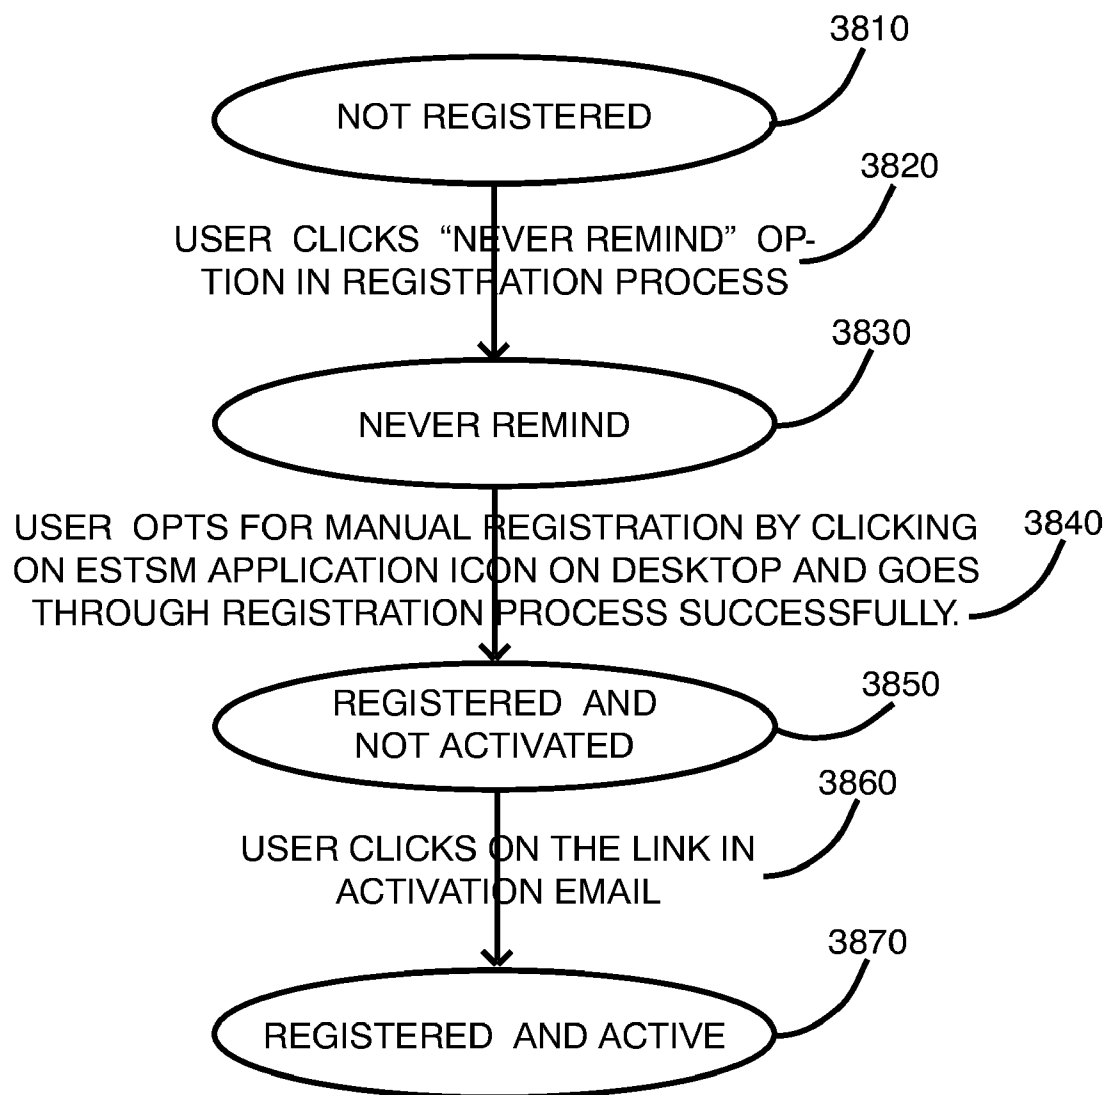 3810
NOT REGISTERED
3820
USER CLICKS “NEVER REMIND” OP-
TION IN REGISTRATION PROCESS
3830
NEVER REMIND
USER OPTS FOR MANUAL REGISTRATION BY CLICKING
3840
ON ESTSM APPLICATION ICON ON DESKTOP AND GOES
THROUGH REGISTRATION PROCESS SUCCESSFULLY.
3850
REGISTERED AND
NOT ACTIVATED
3860
USER CLICKS ON THE LINK IN
ACTIVATION EMAIL
3870
REGISTERED AND ACTIVE